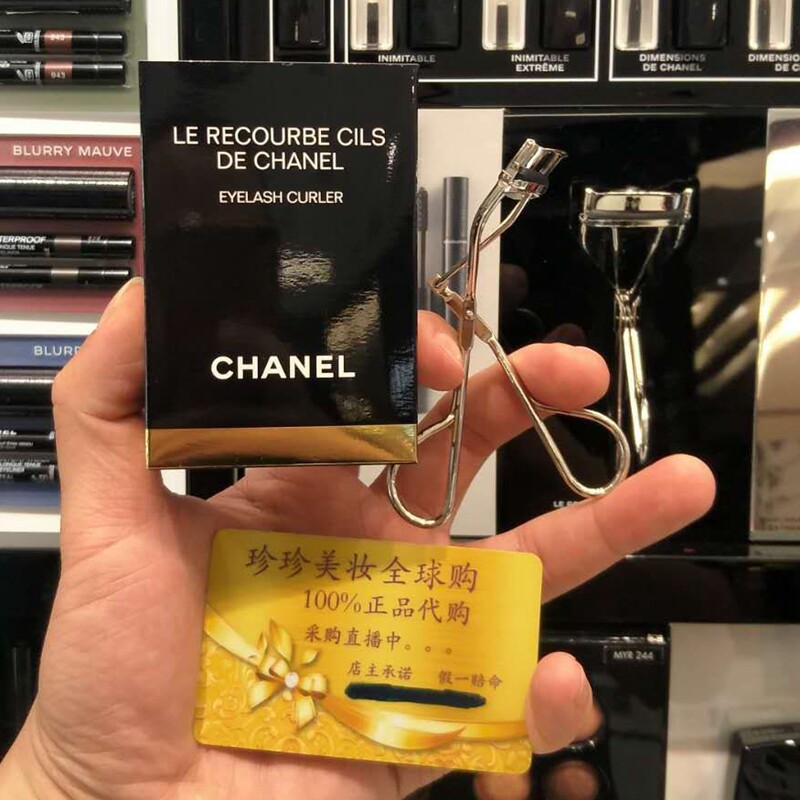 043
043
INIMITABLE
INIMITABLE
EXTRÊME
DIMENSIONS
DE CHANEL
BLURRY MAUVE
LE RECOURBE CILS
DE CHANEL
EYELASH CURLER
CHANEL
珍珍美妆全球购
100%正品代购
采购直播中。。。
店主承诺 假一赔命
MYR 244